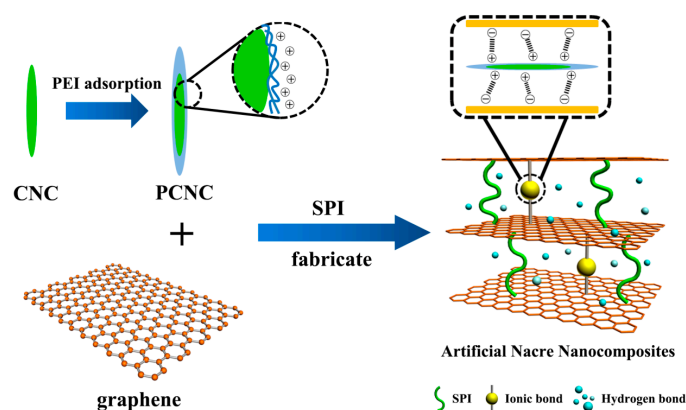 PEI adsorption
CNC
PCNC
+
SPI
fabricate
graphene
Artificial Nacre Nanocomposites
SPI
Ionic bond
Hydrogen bond